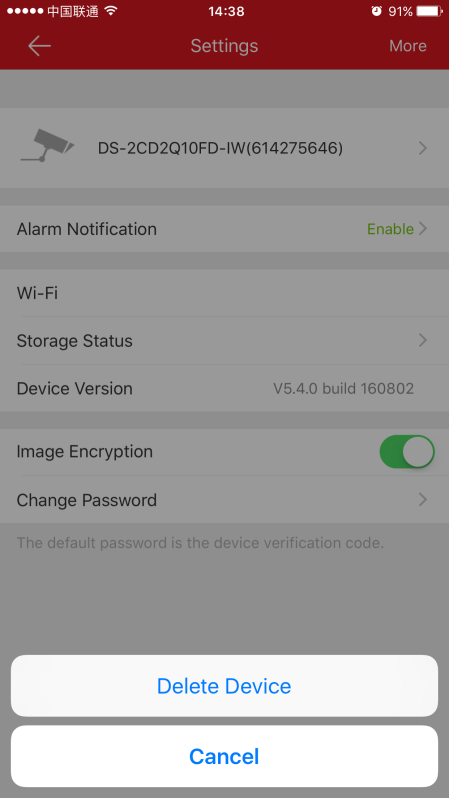 中国联通 14:38 91%
Settings More
DS-2CD2Q10FD-IW(614275646)
Alarm Notification Enable
Wi-Fi
Storage Status
Device Version V5.4.0 build 160802
Image Encryption
Change Password
The default password is the device verification code.
Delete Device
Cancel